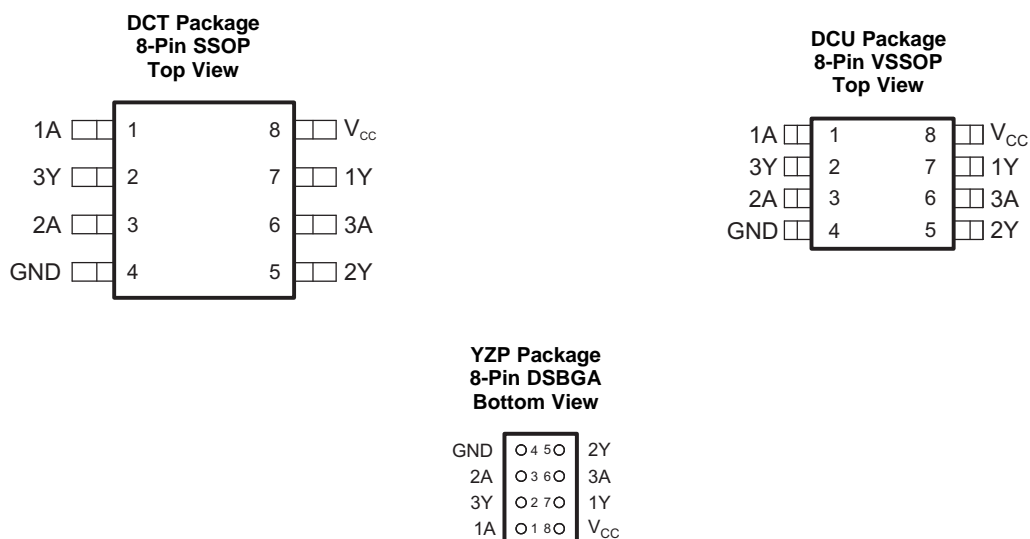 DCT Package
8-Pin SSOP
Top View
1A 1 8 VCC
3Y 2 7 1Y
2A 3 6 3A
GND 4 5 2Y
DCU Package
8-Pin VSSOP
Top View
1A 1 8 VCC
3Y 2 7 1Y
2A 3 6 3A
GND 4 5 2Y
YZP Package
8-Pin DSBGA
Bottom View
GND 4 5 2Y
2A 3 6 3A
3Y 2 7 1Y
1A 1 8 VCC